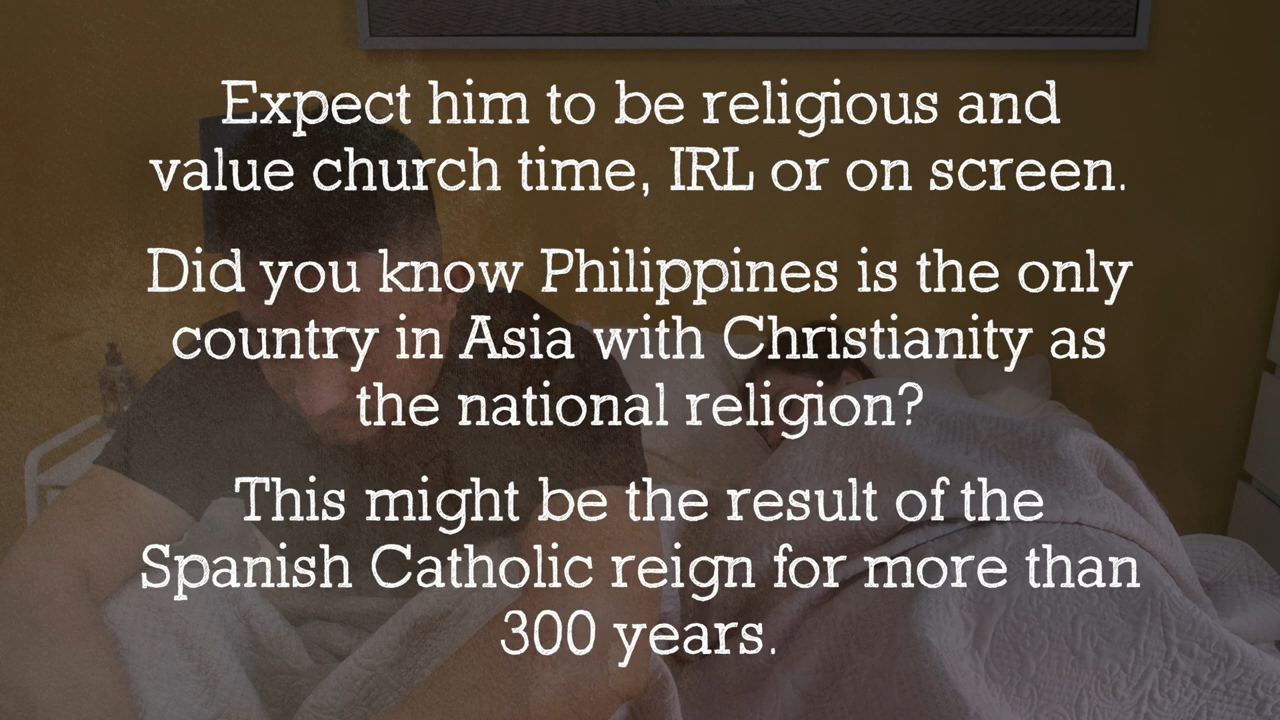 Expect him to be religious and
value church time, IRL or on screen.
Did you know Philippines is the only
country in Asia with Christianity as
the national religion?
This might be the result of the
Spanish Catholic reign for more than
300 years.